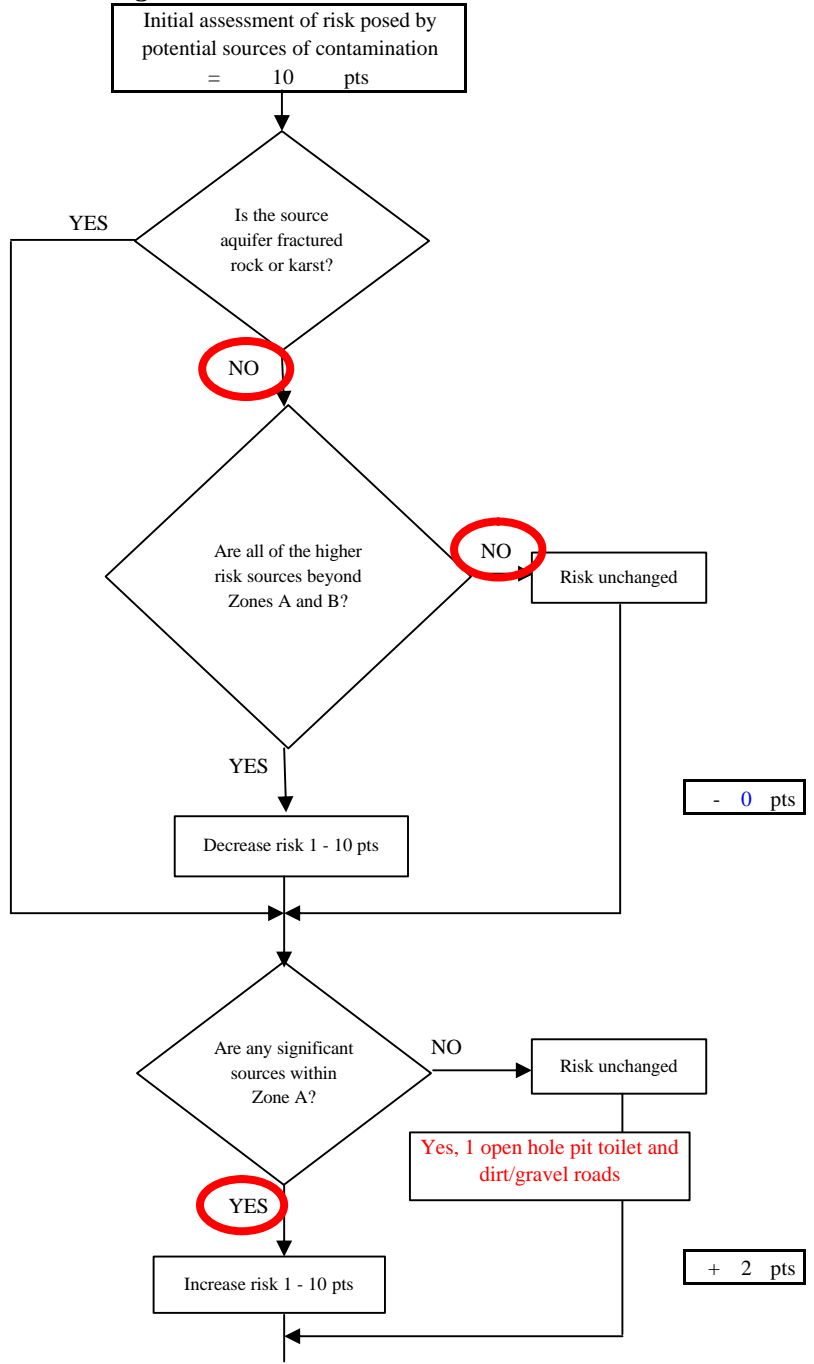 Initial assessment of risk posed by
potential sources of contamination
= 10 pts
YES
Is the source
aquifer fractured
rock or karst?
NO
Are all of the higher
risk sources beyond
Zones A and B?
NO
Risk unchanged
YES
- 0 pts
Decrease risk 1 - 10 pts
Are any significant
sources within
Zone A?
NO
Risk unchanged
Yes, 1 open hole pit toilet and
dirt/gravel roads
YES
+ 2 pts
Increase risk 1 - 10 pts